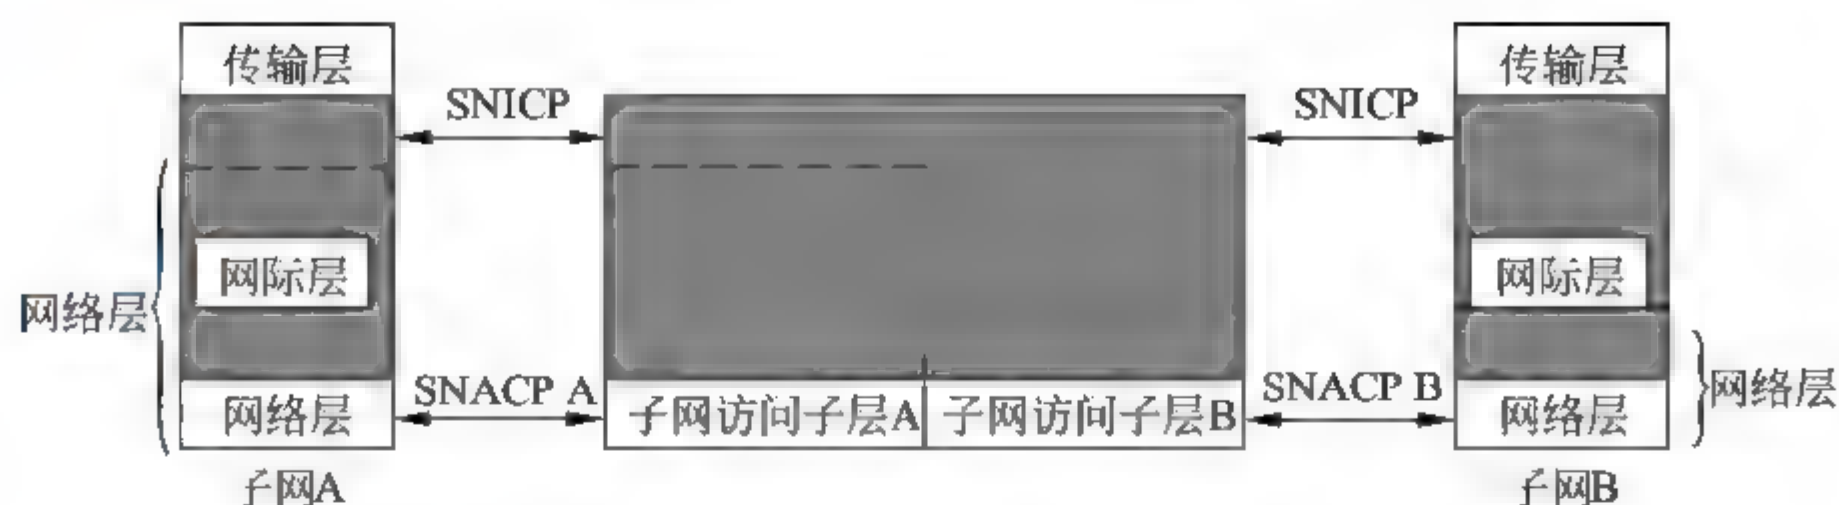 传输层
传输层
SNICP
SNICP
网际层
网际层
网络层
SNACP A
SNACP B
网络层
网络层
子网访问子层A
子网访问子层B
网络层
子网A
子网B